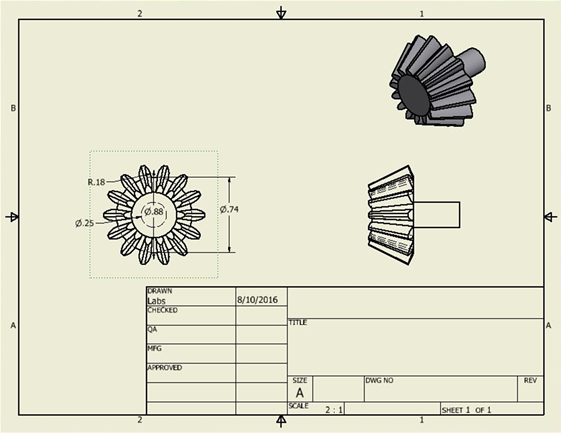 2
1
B
B
R.18
Ø.88
Ø.74
Ø.25
A
A
DRAWN
Labs
8/10/2016
CHECKED
QA
MFG
APPROVED
TITLE
SIZE
A
DWG NO
REV
SCALE
2 : 1
SHEET 1 OF 1
2
1